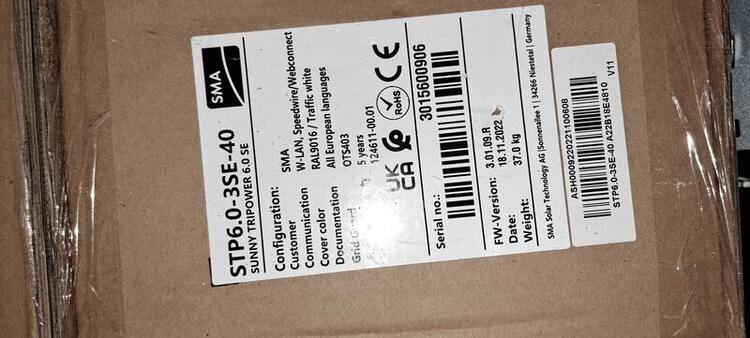 SMA
STP6.0-3SE-40
SUNNY TRIPOWER 6.0 SE
Configuration:
Customer SMA
Communication W-LAN, Speedwire/Webconnect
Cover color RAL9016 / Traffic white
Documentation All European languages
Grid Guard OTS403
5 years
124611-00.01
UK CA
RoHS
CE
Serial no.: 3015600906
FW-Version: 3.01.09.R
Date: 18.11.2022
Weight: 37.0 kg
SMA Solar Technology AG | Sonnenallee 1 | 34266 Niestetal | Germany
ASH0009220221100608
STP6.0-3SE-40 A22B18E4810 V11